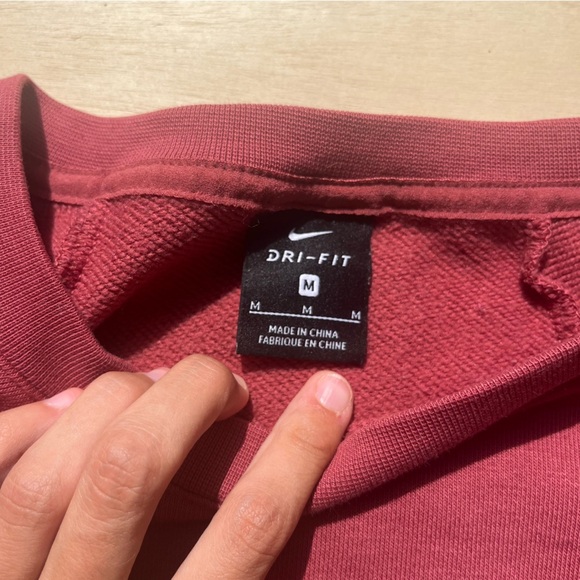 DRI-FIT
M
M M M
MADE IN CHINA
FABRIQUE EN CHINE